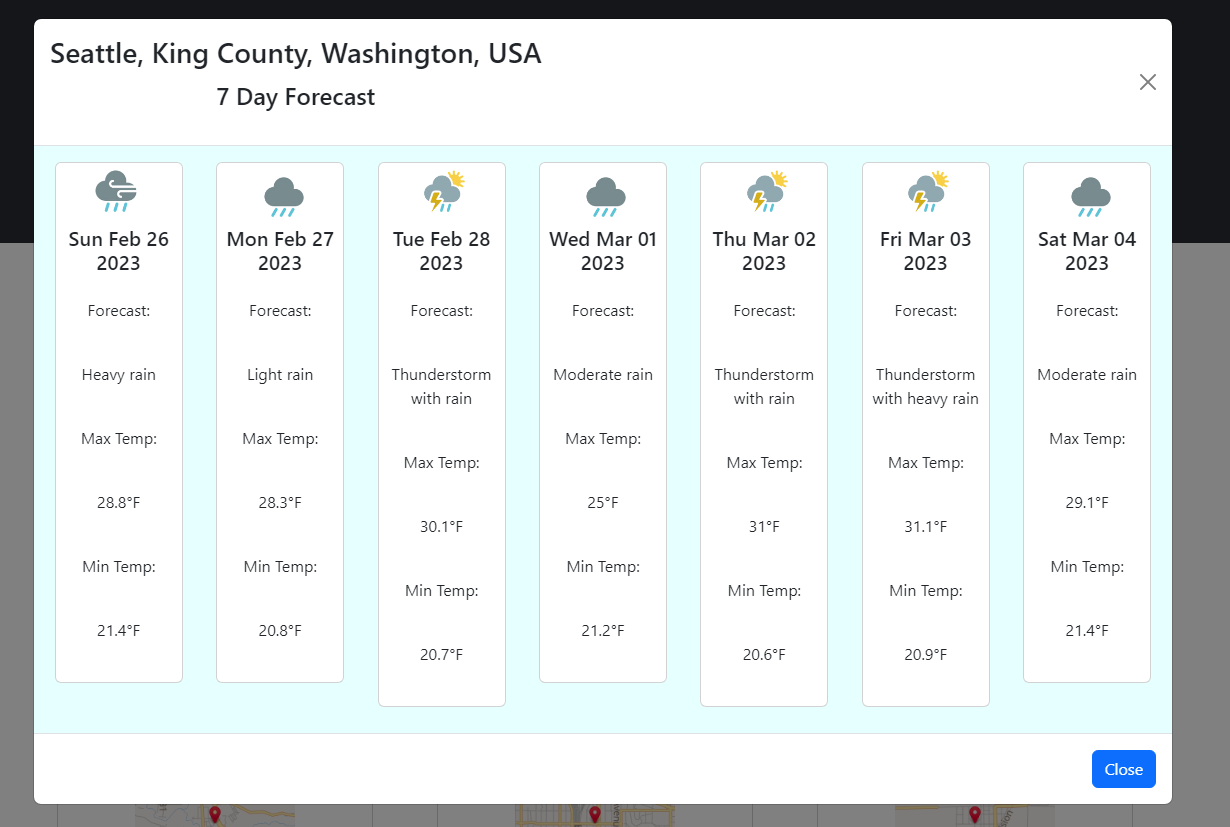 Seattle, King County, Washington, USA
7 Day Forecast
Sun Feb 26
2023
Forecast:
Heavy rain
Max Temp:
28.8°F
Min Temp:
21.4°F
Mon Feb 27
2023
Forecast:
Light rain
Max Temp:
28.3°F
Min Temp:
20.8°F
Tue Feb 28
2023
Forecast:
Thunderstorm
with rain
Max Temp:
30.1°F
Min Temp:
20.7°F
Wed Mar 01
2023
Forecast:
Moderate rain
Max Temp:
25°F
Min Temp:
21.2°F
Thu Mar 02
2023
Forecast:
Thunderstorm
with rain
Max Temp:
31°F
Min Temp:
20.6°F
Fri Mar 03
2023
Forecast:
Thunderstorm
with heavy rain
Max Temp:
31.1°F
Min Temp:
20.9°F
Sat Mar 04
2023
Forecast:
Moderate rain
Max Temp:
29.1°F
Min Temp:
21.4°F
Close